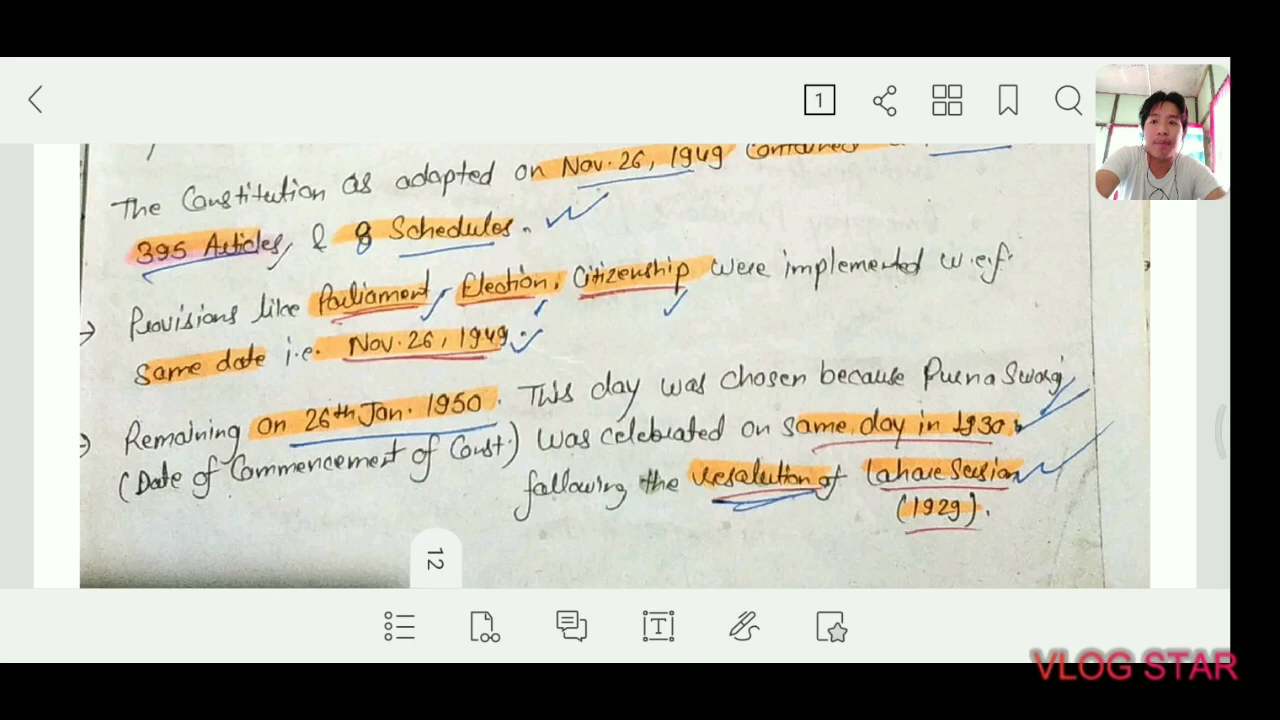 1
The Constitution as adapted on Nov. 26, 1949 Contained
395 Articles, & 8 Schedules.
→ Provisions like Parliament, Election, Citizenship were implemented w.e.f.
same date i.e. Nov. 26, 1949.
→ Remaining on 26th Jan. 1950. This day was chosen because Purna Swaraj
(Date of Commencement of Const.) was celebrated on same day in 1930.
following the resolution of Lahore Session
(1929).
12
T
VLOG STAR